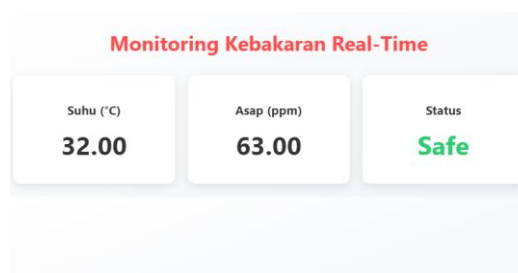 Monitoring Kebakaran Real-Time
Suhu (°C)
32.00
Asap (ppm)
63.00
Status
Safe